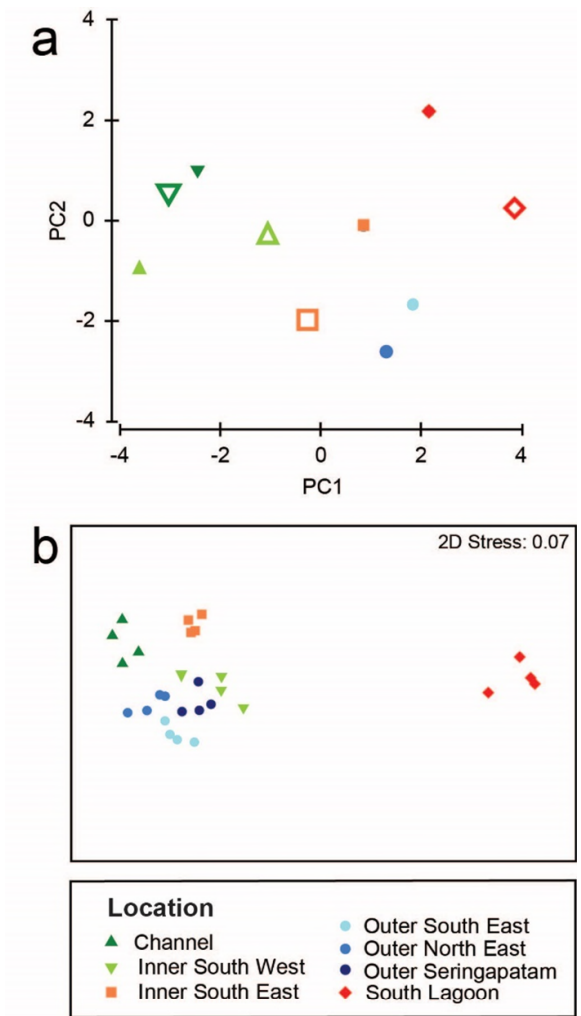 a
4
2
0
-2
-4
PC2
-4 -2 0 2 4
PC1
b
2D Stress: 0.07
Location
Channel
Inner South West
Inner South East
Outer South East
Outer North East
Outer Seringapatam
South Lagoon